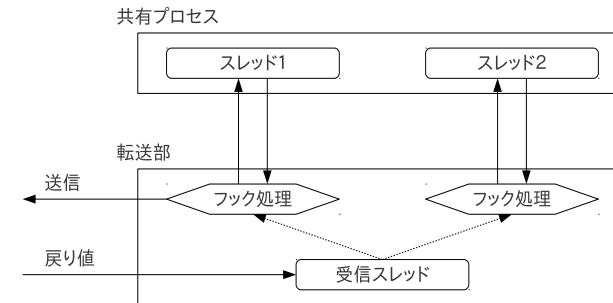 共有プロセス
スレッド1
スレッド2
転送部
送信
フック処理
フック処理
戻り値
受信スレッド